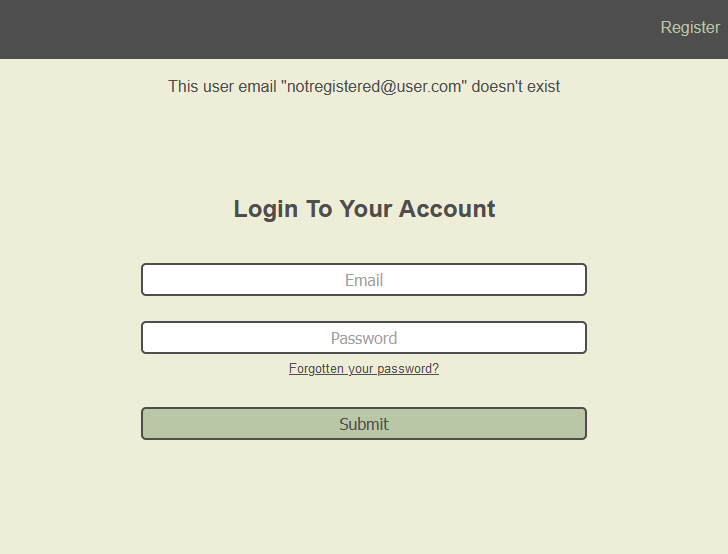 Register
This user email "notregistered@user.com" doesn't exist
Login To Your Account
Email
Password
Forgotten your password?
Submit